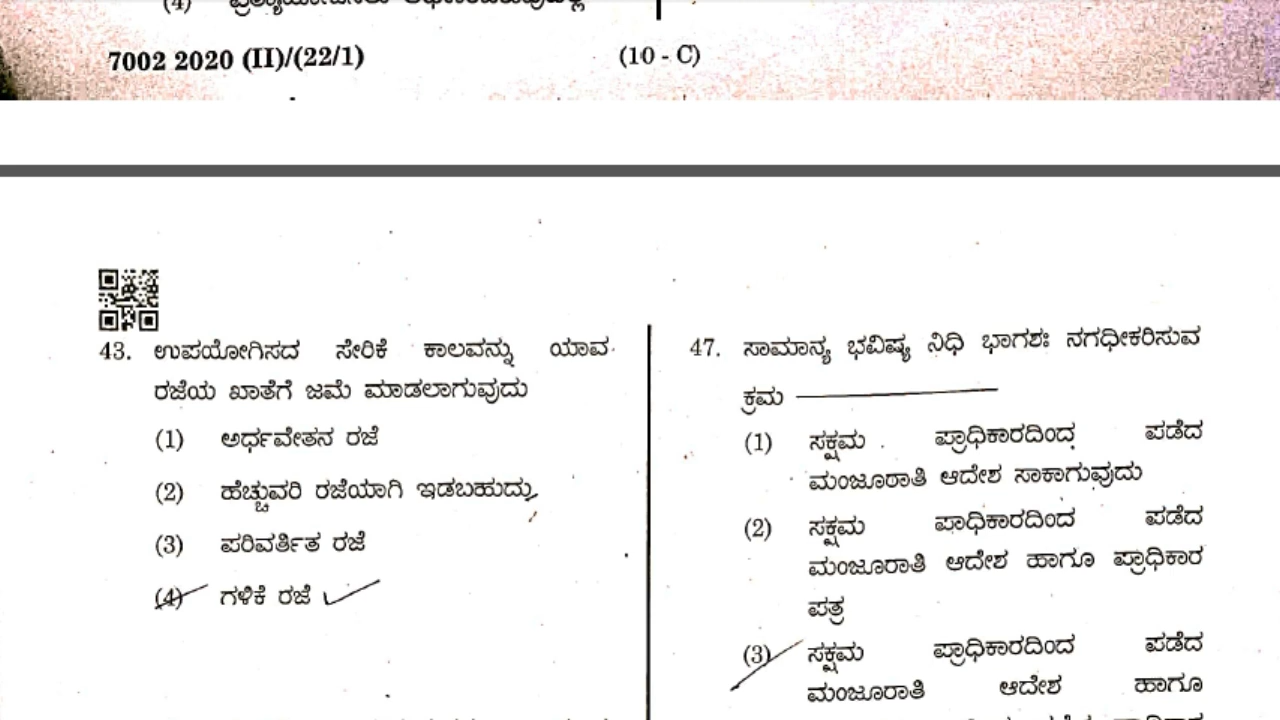 (4)
7002 2020 (II)/(22/1)
(10 - C)
43. ಉಪಯೋಗಿಸದ ಸೇರಿಕೆ ಕಾಲವನ್ನು ಯಾವ
ರಜೆಯ ಖಾತೆಗೆ ಜಮೆ ಮಾಡಲಾಗುವುದು
(1) ಅರ್ಧವೇತನ ರಜೆ
(2) ಹೆಚ್ಚುವರಿ ರಜೆಯಾಗಿ ಇಡಬಹುದು
(3) ಪರಿವರ್ತಿತ ರಜೆ
(4) ಗಳಿಕೆ ರಜೆ
47. ಸಾಮಾನ್ಯ ಭವಿಷ್ಯ ನಿಧಿ ಭಾಗಶಃ ನಗಧೀಕರಿಸುವ
ಕ್ರಮ
(1) ಸಕ್ಷಮ ಪ್ರಾಧಿಕಾರದಿಂದ ಪಡೆದ
ಮಂಜೂರಾತಿ ಆದೇಶ ಸಾಕಾಗುವುದು
(2) ಸಕ್ಷಮ ಪಾಧಿಕಾರದಿಂದ ಪಡೆದ
ಮಂಜೂರಾತಿ ಆದೇಶ ಹಾಗೂ ಪ್ರಾಧಿಕಾರ
ಪತ್ರ
(3) ಸಕ್ಷಮ ಪ್ರಾಧಿಕಾರದಿಂದ ಪಡೆದ
ಮಂಜೂರಾತಿ ಆದೇಶ ಹಾಗೂ